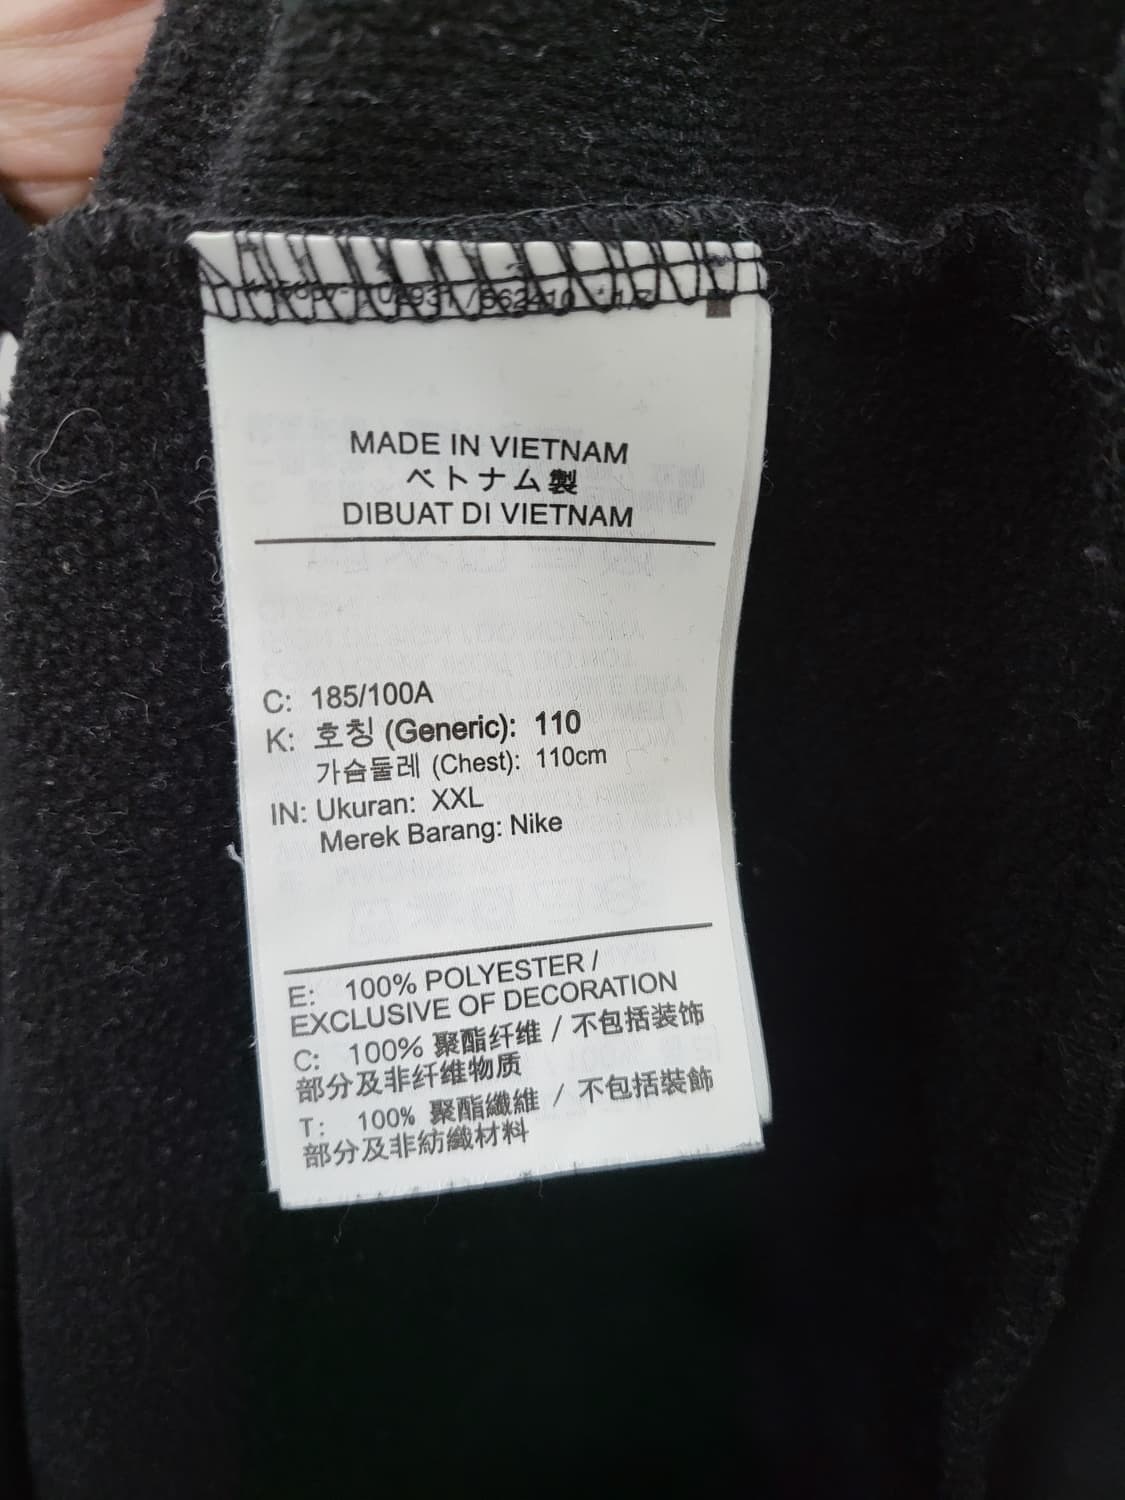 MADE IN VIETNAM
ベトナム製
DIBUAT DI VIETNAM
C: 185/100A
K: 호칭 (Generic): 110
가슴둘레 (Chest): 110cm
IN: Ukuran: XXL
Merek Barang: Nike
E: 100% POLYESTER /
EXCLUSIVE OF DECORATION
C: 100% 聚酯纤维 / 不包括装饰
部分及非纤维物质
T: 100% 聚酯纖維 / 不包括裝飾
部分及非紡織材料